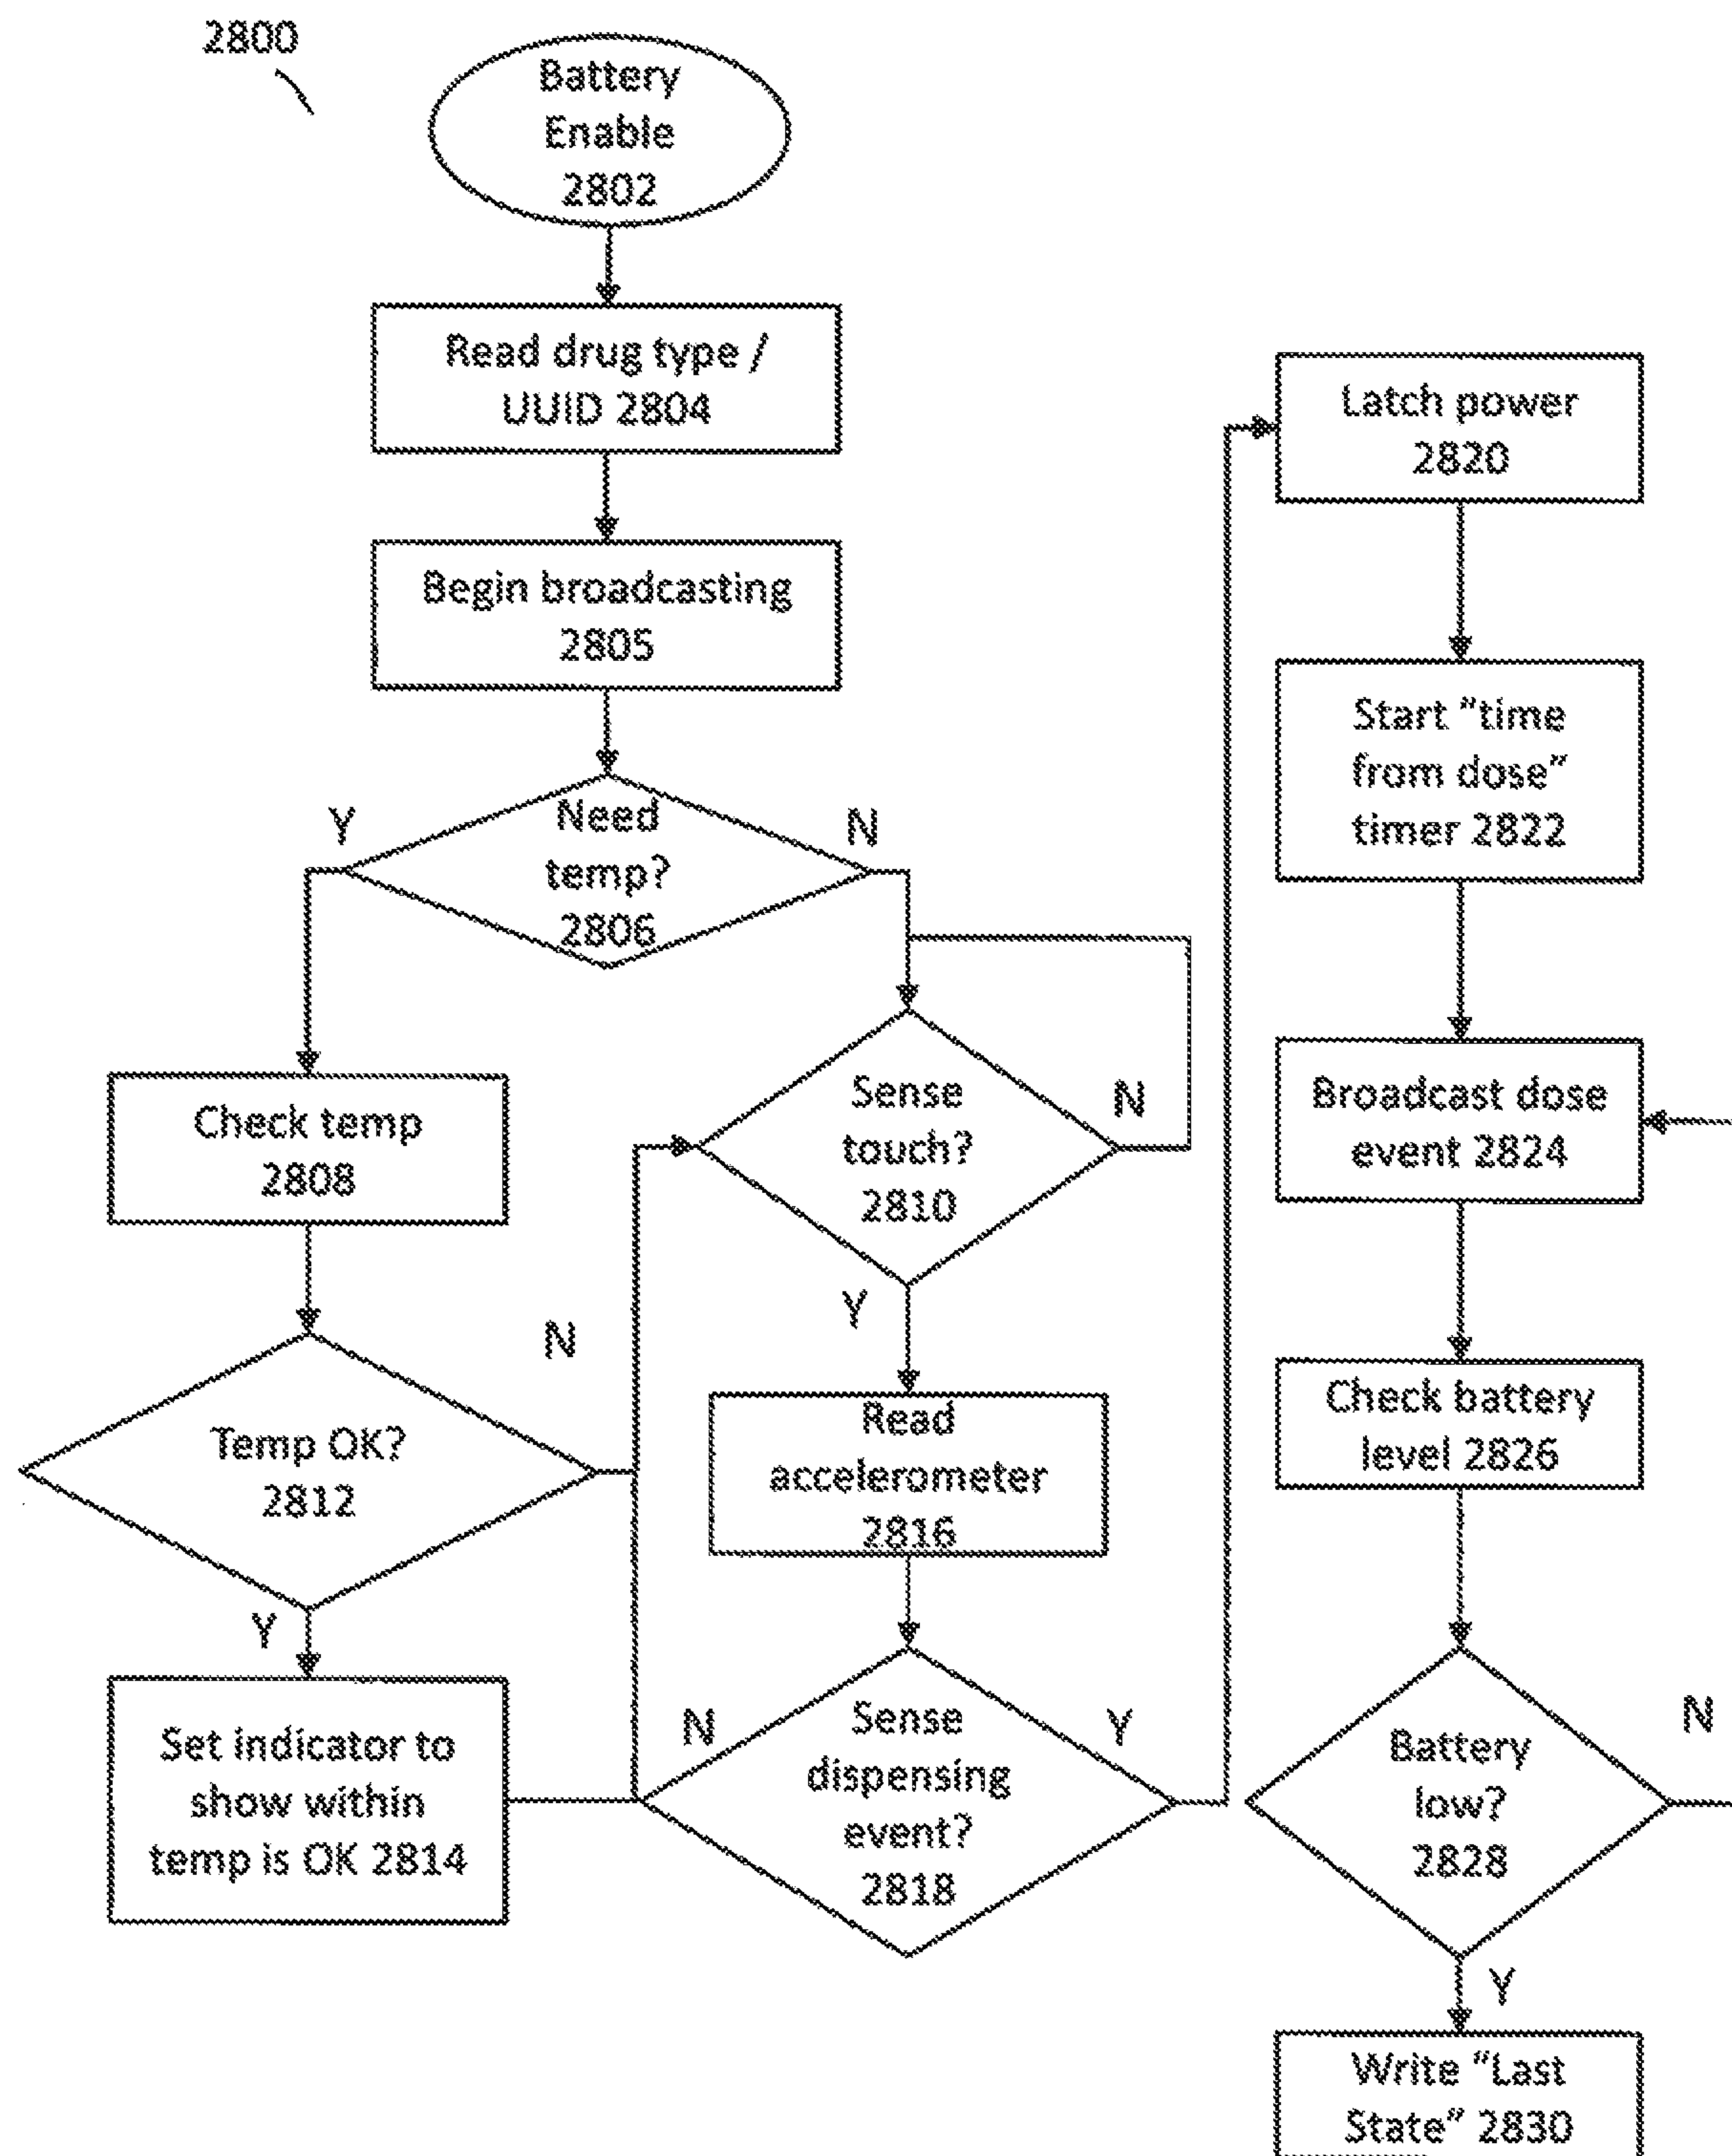 2800
Battery
Enable
2802
Read drug type /
UUID 2804
Begin broadcasting
2805
Need
temp?
2806
Y
N
Check temp
2808
Temp OK?
2812
N
Y
Set indicator to
show within
temp is OK 2814
Sense
touch?
2810
N
Y
Read
accelerometer
2816
Sense
dispensing
event?
2818
N
Y
Latch power
2820
Start "time
from dose"
timer 2822
Broadcast dose
event 2824
Check battery
level 2826
Battery
low?
2828
N
Y
Write "Last
State" 2830